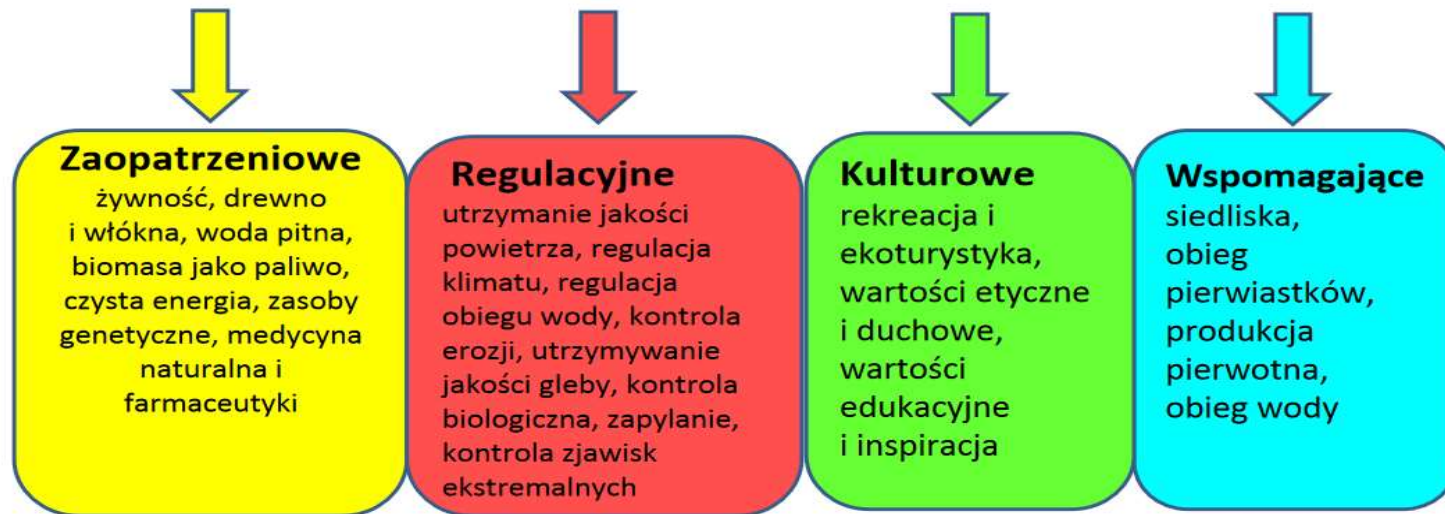 Zaopatrzeniowe
żywność, drewno
i włókna, woda pitna,
biomasa jako paliwo,
czysta energia, zasoby
genetyczne, medycyna
naturalna i
farmaceutyki
Regulacyjne
utrzymanie jakości
powietrza, regulacja
klimatu, regulacja
obiegu wody, kontrola
erozji, utrzymywanie
jakości gleby, kontrola
biologiczna, zapylanie,
kontrola zjawisk
ekstremalnych
Kulturowe
rekreacja i
ekoturystyka,
wartości etyczne
i duchowe,
wartości
edukacyjne
i inspiracja
Wspomagające
siedliska,
obieg
pierwiastków,
produkcja
pierwotna,
obieg wody